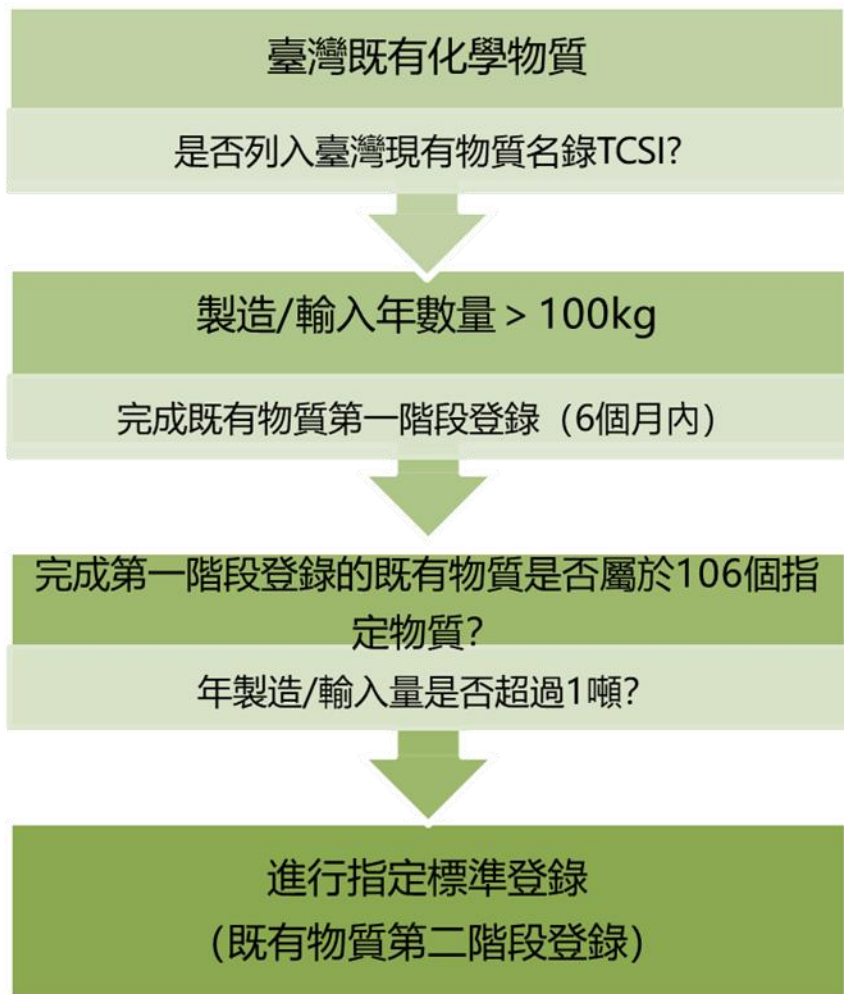 臺灣既有化學物質
是否列入臺灣現有物質名錄TCSI?
製造/輸入年數量 > 100kg
完成既有物質第一階段登錄（6個月內）
完成第一階段登錄的既有物質是否屬於106個指
定物質?
年製造/輸入量是否超過1噸?
進行指定標準登錄
（既有物質第二階段登錄）